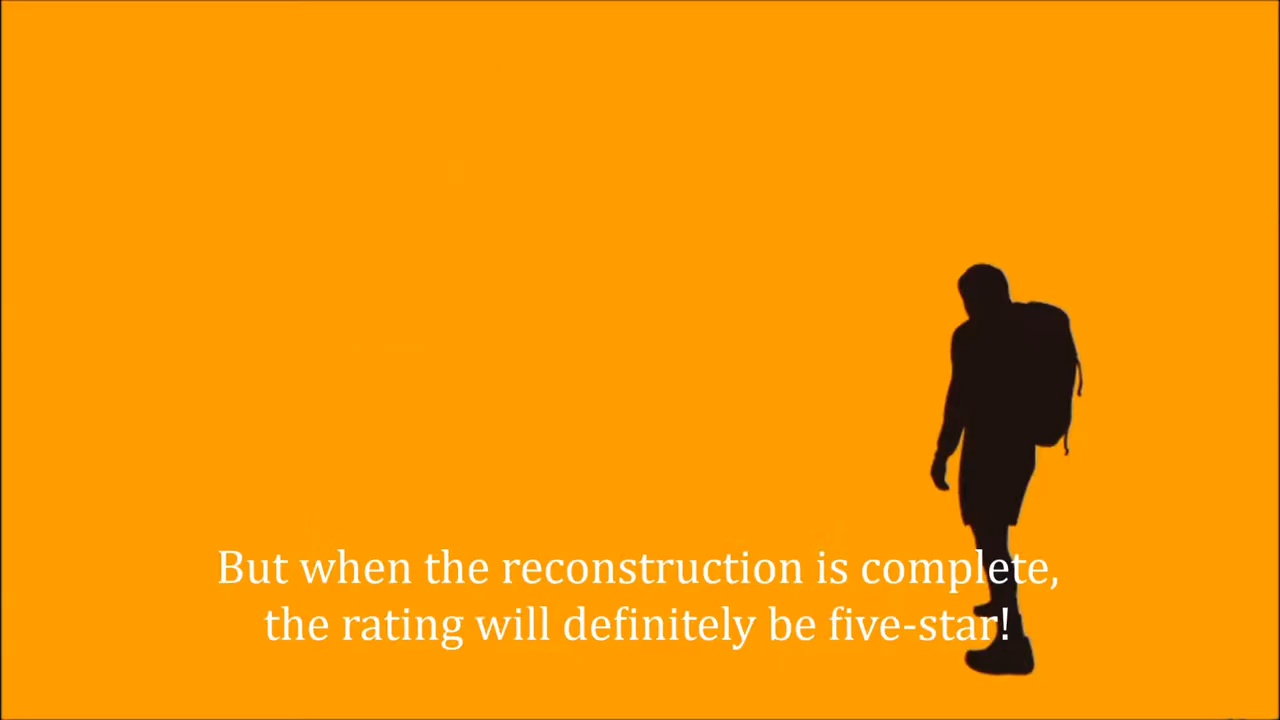 But when the reconstruction is complete,
the rating will definitely be five-star!